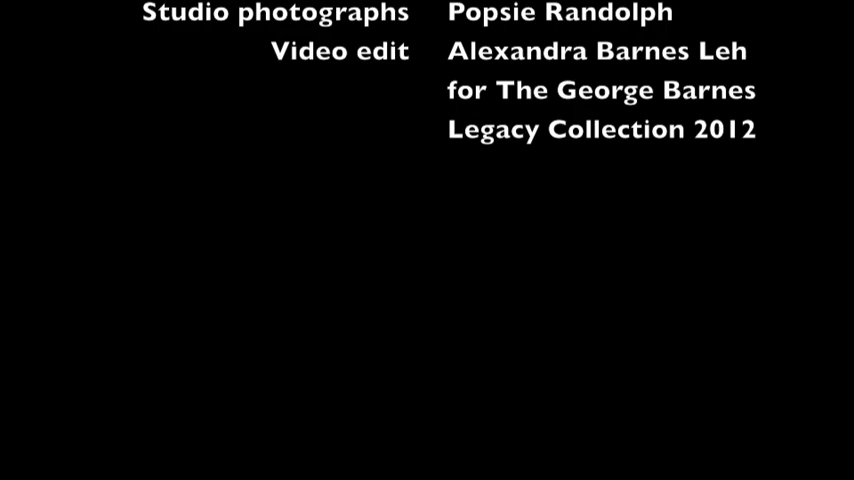 Studio photographs Popsie Randolph
Video edit Alexandra Barnes Leh
for The George Barnes
Legacy Collection 2012